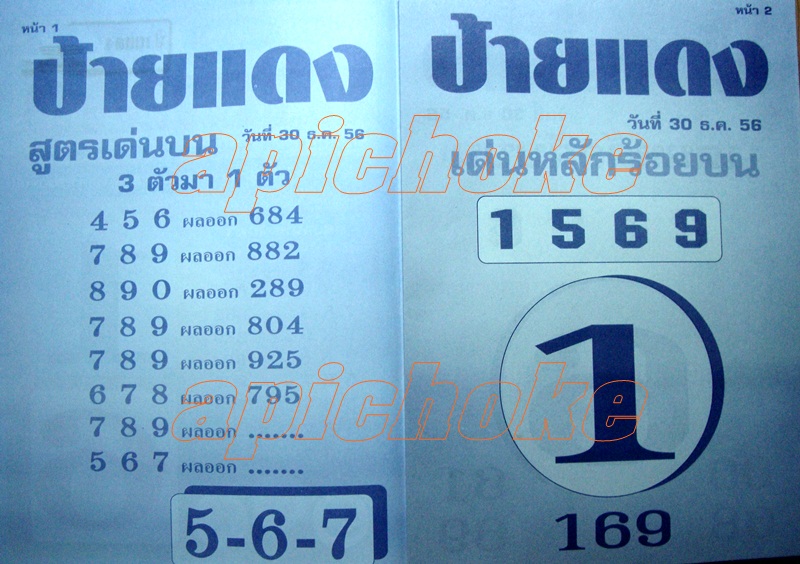 หน้า 1
ป้ายแดง
สูตรเด่นบน วันที่ 30 ธ.ค. 56
3 ตัวมา 1 ตัว
4 5 6 ผลออก 684
7 8 9 ผลออก 882
8 9 0 ผลออก 289
7 8 9 ผลออก 804
7 8 9 ผลออก 925
6 7 8 ผลออก 795
7 8 9 ผลออก .......
5 6 7 ผลออก .......
5-6-7
หน้า 2
ป้ายแดง
วันที่ 30 ธ.ค. 56
เด่นหลักร้อยบน
1 5 6 9
1
169
apichoke
apichoke